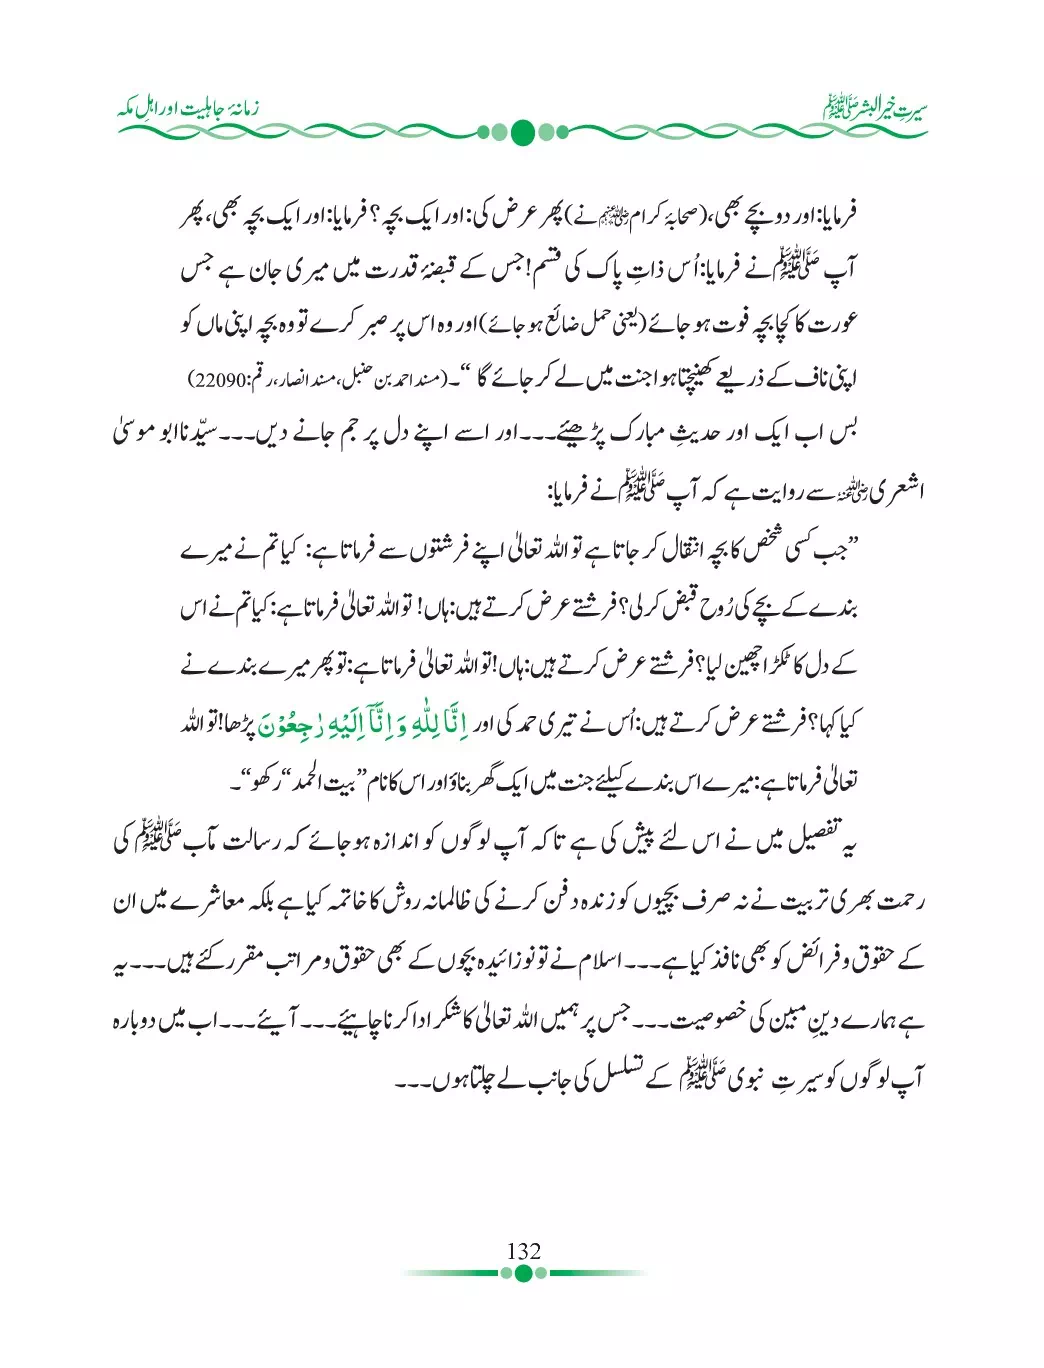 سیرتِ خیرالبشر ﷺ
زمانۂ جاہلیت اور اہلِ مکہ
فرمایا: اور دو بچے بھی، (صحابۂ کرام رضی اللہ عنہم نے) پھر عرض کی: اور ایک بچہ؟ فرمایا: اور ایک بچہ بھی، پھر
آپ ﷺ نے فرمایا: اُس ذاتِ پاک کی قسم! جس کے قبضۂ قدرت میں میری جان ہے جس
عورت کا کچا بچہ فوت ہو جائے (یعنی حمل ضائع ہو جائے) اور وہ اس پر صبر کرے تو وہ بچہ اپنی ماں کو
اپنی ناف کے ذریعے کھینچتا ہوا جنت میں لے کر جائے گا“۔ (مسند احمد بن حنبل، مسند انصار، رقم: 22090)
بس اب ایک اور حدیثِ مبارک پڑھیئے۔۔۔ اور اسے اپنے دل پر جم جانے دیں۔۔۔ سیّدنا ابو موسیٰ
اشعری رضی اللہ عنہ سے روایت ہے کہ آپ ﷺ نے فرمایا:
”جب کسی شخص کا بچہ انتقال کر جاتا ہے تو اللہ تعالیٰ اپنے فرشتوں سے فرماتا ہے: کیا تم نے میرے
بندے کے بچے کی رُوح قبض کر لی؟ فرشتے عرض کرتے ہیں: ہاں! تو اللہ تعالیٰ فرماتا ہے: کیا تم نے اس
کے دل کا ٹکڑا چھین لیا؟ فرشتے عرض کرتے ہیں: ہاں! تو اللہ تعالیٰ فرماتا ہے: تو پھر میرے بندے نے
کیا کہا؟ فرشتے عرض کرتے ہیں: اُس نے تیری حمد کی اور اِنَّا لِلّٰهِ وَ اِنَّاۤ اِلَيْهِ رٰجِعُوْنَ پڑھا! تو اللہ
تعالیٰ فرماتا ہے: میرے اس بندے کیلئے جنت میں ایک گھر بناؤ اور اس کا نام ”بیت الحمد“ رکھو“۔
یہ تفصیل میں نے اس لئے پیش کی ہے تاکہ آپ لوگوں کو اندازہ ہو جائے کہ رسالت مآب ﷺ کی
رحمت بھری تربیت نے نہ صرف بچیوں کو زندہ دفن کرنے کی ظالمانہ روش کا خاتمہ کیا ہے بلکہ معاشرے میں ان
کے حقوق و فرائض کو بھی نافذ کیا ہے۔۔۔ اسلام نے تو نوزائیدہ بچوں کے بھی حقوق و مراتب مقرر کئے ہیں۔۔۔ یہ
ہے ہمارے دینِ مبین کی خصوصیت۔۔۔ جس پر ہمیں اللہ تعالیٰ کا شکر ادا کرنا چاہیئے۔۔۔ آیئے۔۔۔ اب میں دوبارہ
آپ لوگوں کو سیرتِ نبوی ﷺ کے تسلسل کی جانب لے چلتا ہوں۔۔۔
132